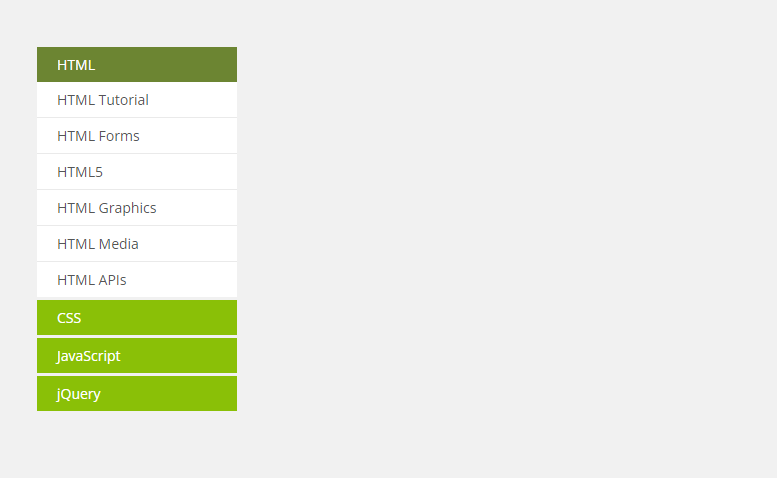 HTML
HTML Tutorial
HTML Forms
HTML5
HTML Graphics
HTML Media
HTML APIs
CSS
JavaScript
jQuery